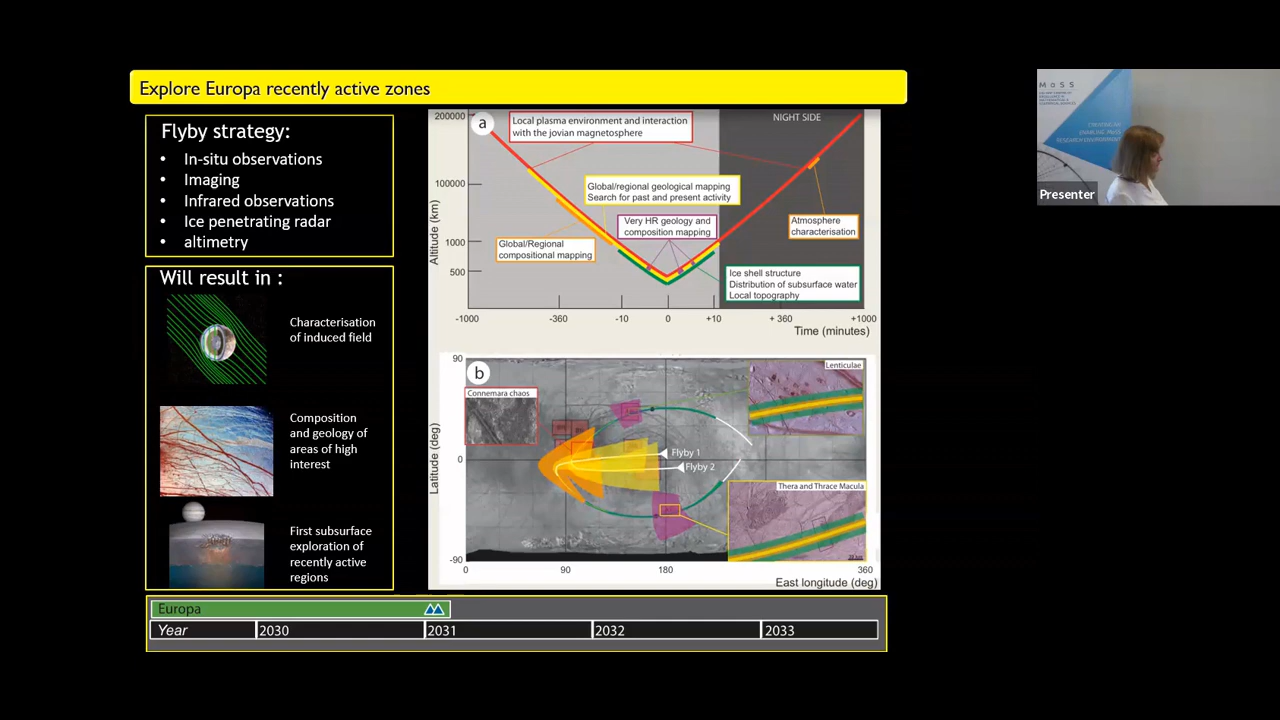 Explore Europa recently active zones
Flyby strategy:
• In-situ observations
• Imaging
• Infrared observations
• Ice penetrating radar
• altimetry
Will result in :
Characterisation
of induced field
Composition
and geology of
areas of high
interest
First subsurface
exploration of
recently active
regions
a
Local plasma environment and interaction
with the jovian magnetosphere
NIGHT SIDE
Global/regional geological mapping
Search for past and present activity
Very HR geology and
composition mapping
Atmosphere
characterisation
Global/Regional
compositional mapping
Ice shell structure
Distribution of subsurface water
Local topography
Altitude (km)
200000
100000
1000
500
-1000
-360
-10
0
+10
+ 360
+1000
Time (minutes)
b
Connemara chaos
Lenticulae
Flyby 1
Flyby 2
Thera and Thrace Macula
Latitude (deg)
90
0
-90
0
90
180
360
East longitude (deg)
Europa
Year
2030
2031
2032
2033
MaSS
Presenter